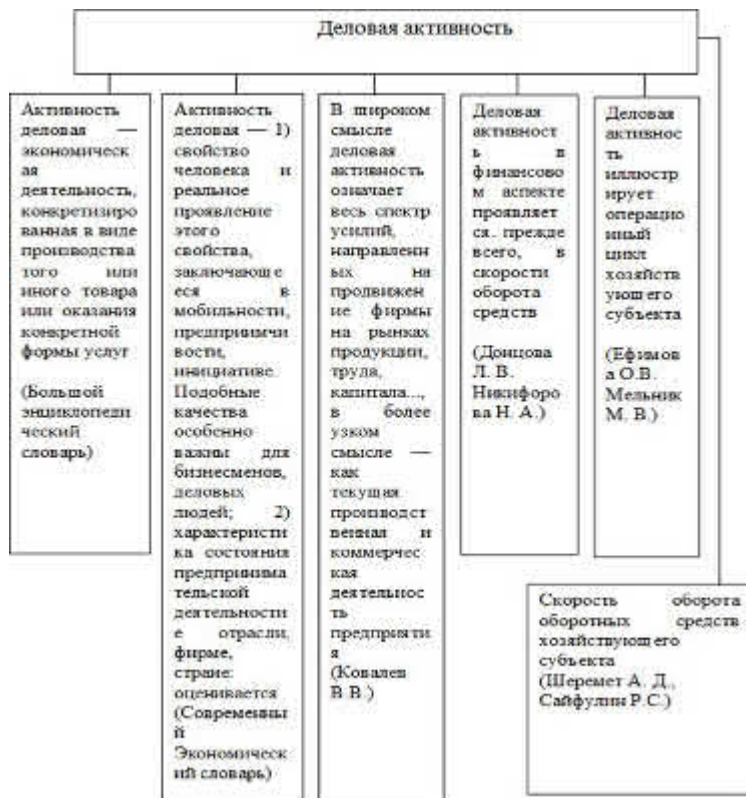 Деловая активность
Активность
деловая —
экономическ
ая
деятельность,
конкретизиро
ванная в виде
производства
того или
иного товара
или оказания
конкретной
формы услуг
(Большой
энциклопеди
ческий
словарь)
Активность
деловая — 1)
свойство
человека и
реальное
проявление
этого
свойства,
заключающе
еся в
мобильности,
предприимчи
вости,
инициативе.
Подобные
качества
особенно
важны для
бизнесменов,
деловых
людей; 2)
характеристи
ка состояния
предпринима
тельской
деятельности
е отрасли,
фирме,
стране:
оценивается
(Современны
й
Экономическ
ий словарь)
В широком
смысле
деловая
активность
означает
весь спектр
усилий,
направленн
ых на
продвижен
ие фирмы
на рынках
продукции,
труда,
капитала...,
в более
узком
смысле —
как
текущая
производст
венная и
коммерчес
кая
деятельнос
ть
предприяти
я
(Ковалев
В.В.)
Деловая
активност
ь в
финансово
м аспекте
проявляет
ся. прежде
всего, в
скорости
оборота
средств
(Донцова
Л. В.
Никифоро
ва Н. А.)
Деловая
активнос
ть
иллюстр
ирует
операцио
нный
цикл
хозяйств
ующего
субъекта
(Ефимов
а О.В.
Мельник
М. В.)
Скорость оборота
оборотных средств
хозяйствующего
субъекта
(Шеремет А. Д.,
Сайфулин Р.С.)